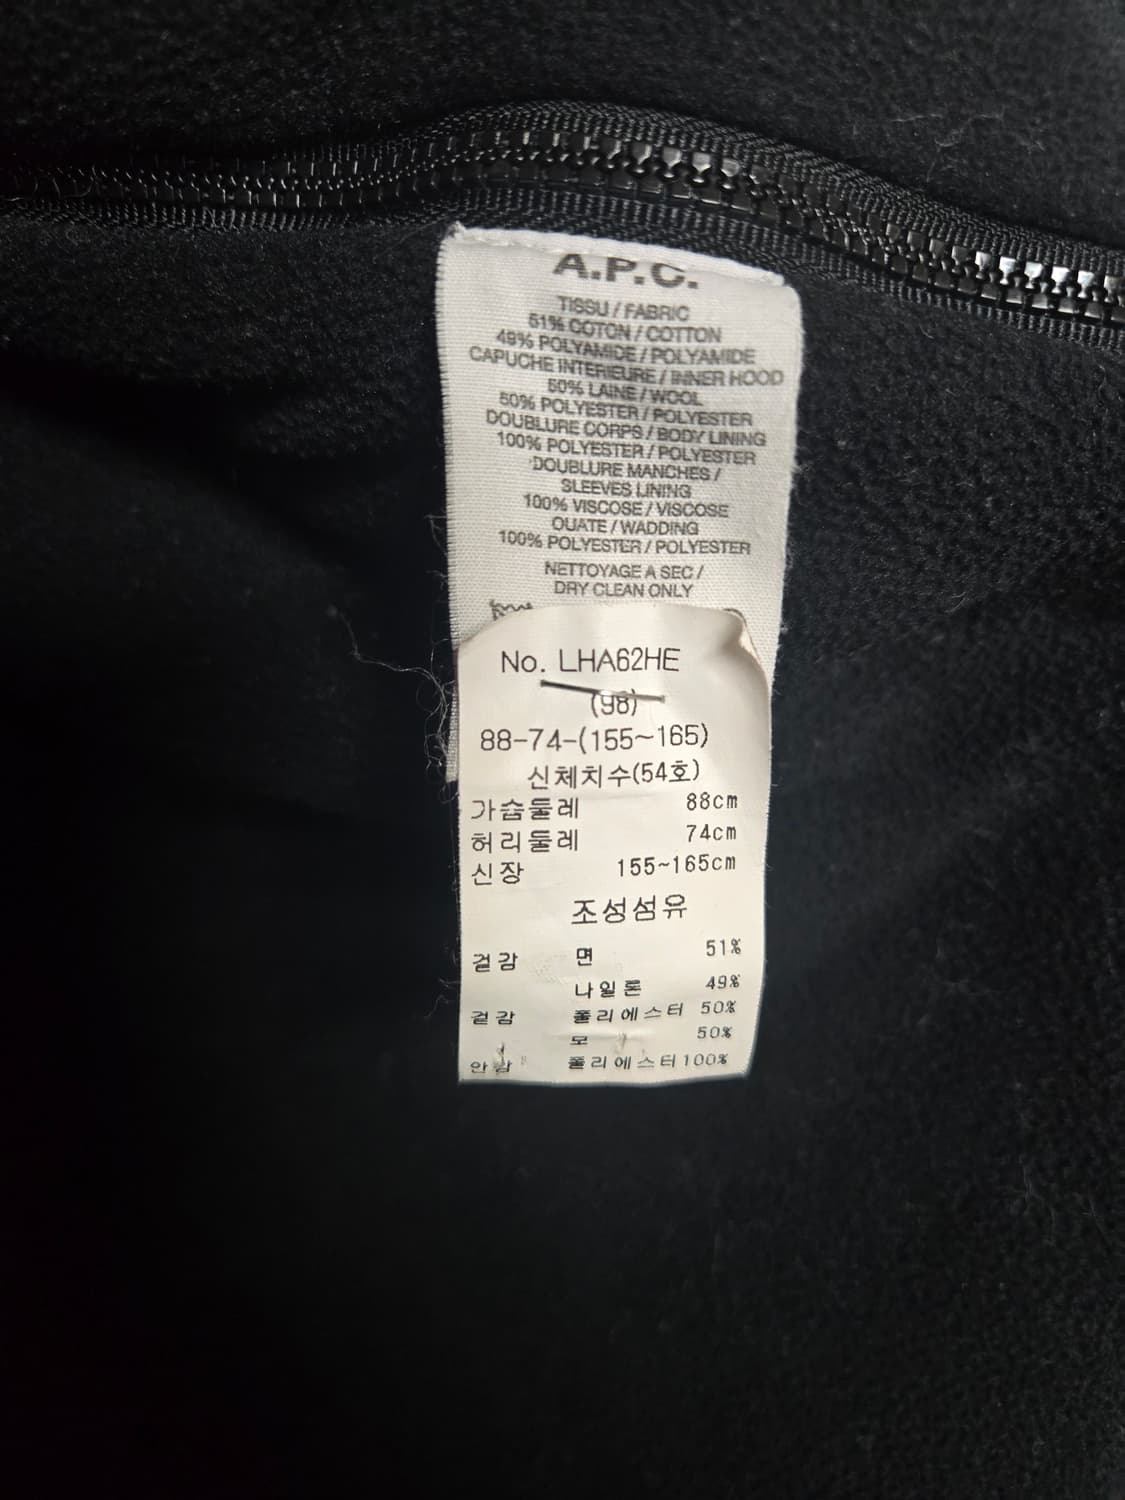 A.P.C.
TISSU / FABRIC
51% COTON / COTTON
49% POLYAMIDE / POLYAMIDE
CAPUCHE INTERIEURE / INNER HOOD
50% LAINE / WOOL
50% POLYESTER / POLYESTER
DOUBLURE CORPS / BODY LINING
100% POLYESTER / POLYESTER
DOUBLURE MANCHES /
SLEEVES LINING
100% VISCOSE / VISCOSE
OUATE / WADDING
100% POLYESTER / POLYESTER
NETTOYAGE A SEC /
DRY CLEAN ONLY
No. LHA62HE
(98)
88-74-(155~165)
신체치수(54호)
가슴둘레 88cm
허리둘레 74cm
신장 155~165cm
조성섬유
겉감 면 51%
나일론 49%
겉감 폴리에스터 50%
모 50%
안감 폴리에스터 100%